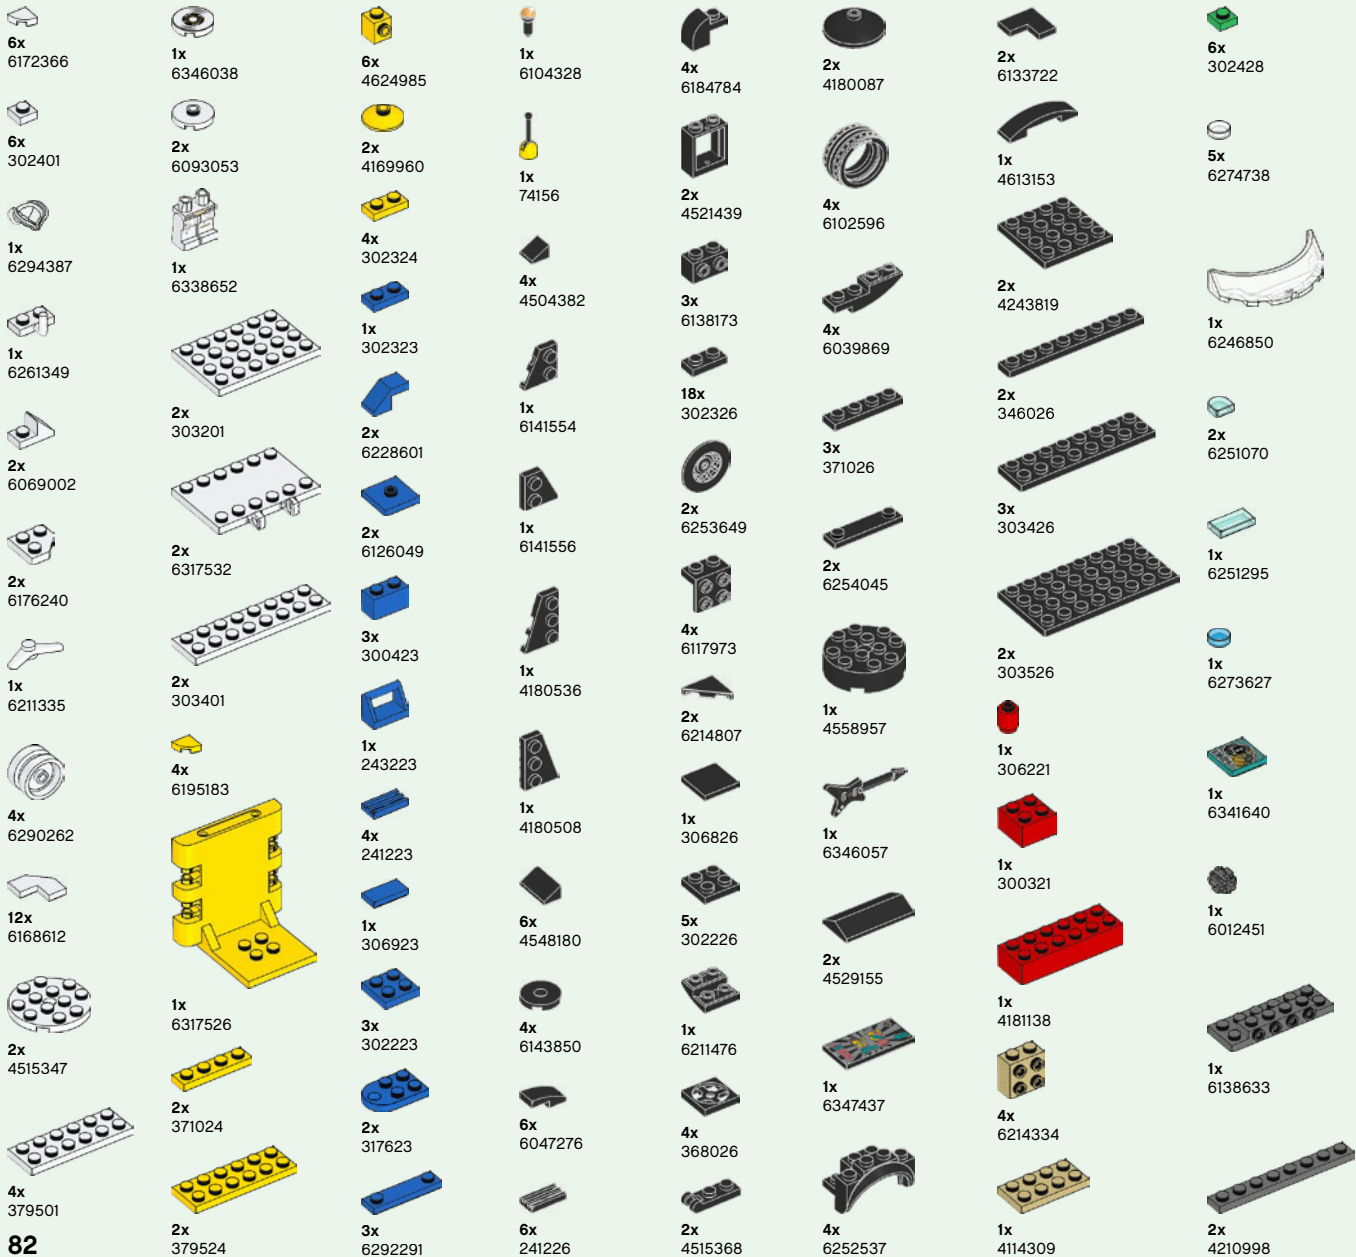 6x
6172366
6x
302401
1x
6294387
1x
6261349
2x
6069002
2x
6176240
1x
6211335
4x
6290262
12x
6168612
2x
4515347
4x
379501
82
1x
6346038
2x
6093053
1x
6338652
2x
303201
2x
6317532
2x
303401
4x
6195183
1x
6317526
2x
371024
2x
379524
6x
4624985
2x
4169960
4x
302324
1x
302323
2x
6228601
2x
6126049
3x
300423
1x
243223
4x
241223
1x
306923
3x
302223
2x
317623
3x
6292291
1x
6104328
1x
74156
4x
4504382
1x
6141554
1x
6141556
1x
4180536
1x
4180508
6x
4548180
4x
6143850
6x
6047276
6x
241226
4x
6184784
2x
4521439
3x
6138173
18x
302326
2x
6253649
4x
6117973
2x
6214807
1x
306826
5x
302226
1x
6211476
4x
368026
2x
4515368
2x
4180087
4x
6102596
4x
6039869
3x
371026
2x
6254045
1x
4558957
1x
6346057
2x
4529155
1x
6347437
4x
6252537
2x
6133722
1x
4613153
2x
4243819
2x
346026
3x
303426
2x
303526
1x
306221
1x
300321
1x
4181138
4x
6214334
1x
4114309
6x
302428
5x
6274738
1x
6246850
2x
6251070
1x
6251295
1x
6273627
1x
6341640
1x
6012451
1x
6138633
2x
4210998